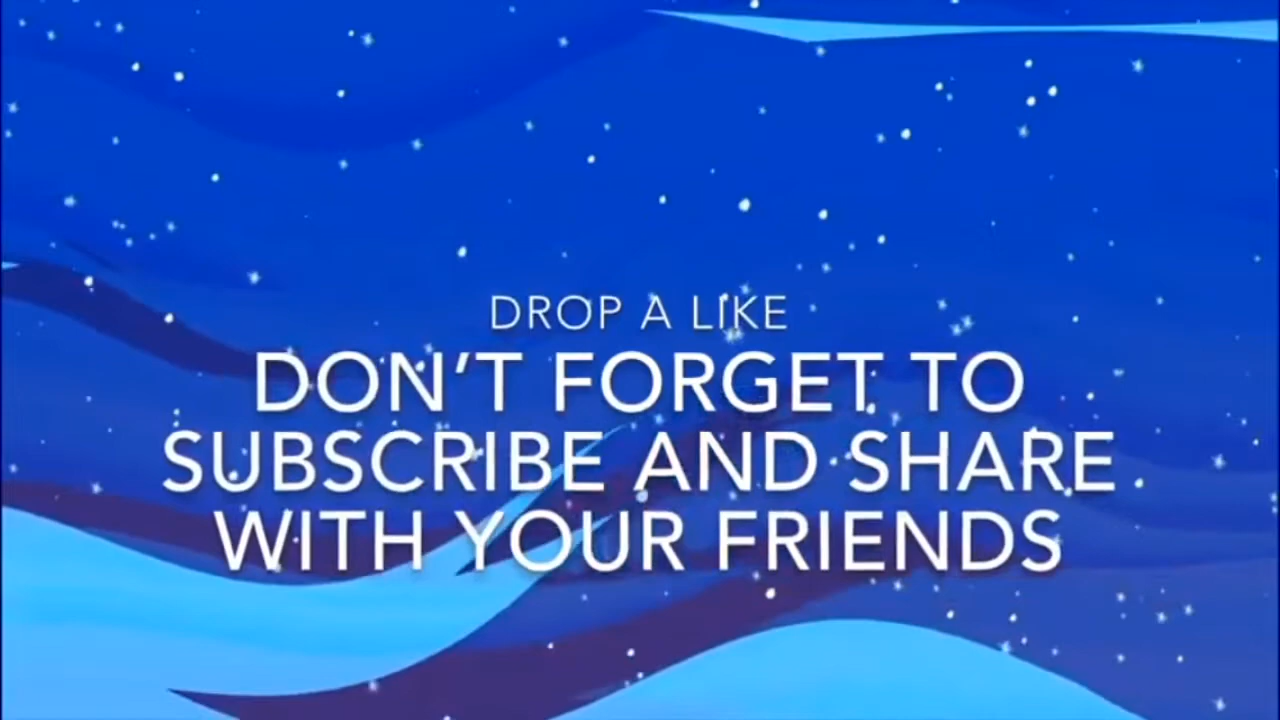 DROP A LIKE
DON'T FORGET TO
SUBSCRIBE AND SHARE
WITH YOUR FRIENDS